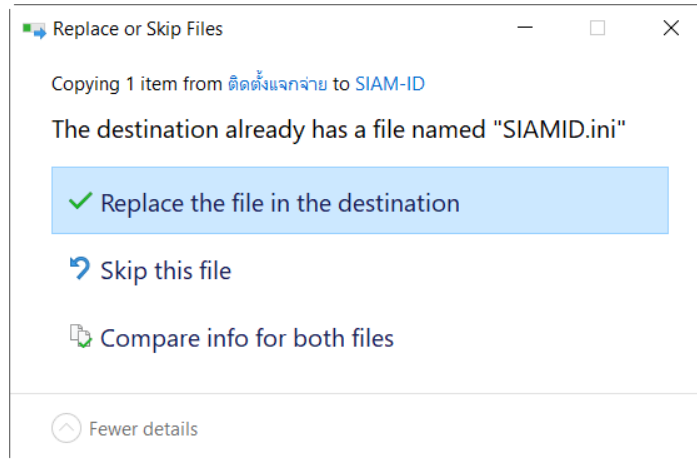 Replace or Skip Files
Copying 1 item from ติดตั้งแจกจ่าย to SIAM-ID
The destination already has a file named "SIAMID.ini"
Replace the file in the destination
Skip this file
Compare info for both files
Fewer details